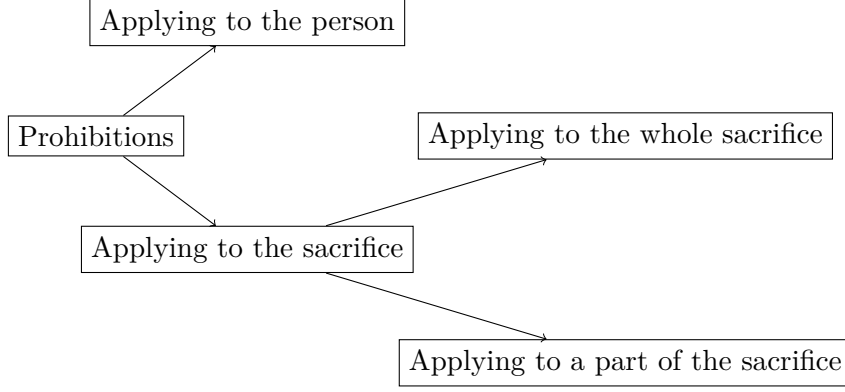 Applying to the person
Prohibitions
Applying to the whole sacrifice
Applying to the sacrifice
Applying to a part of the sacrifice